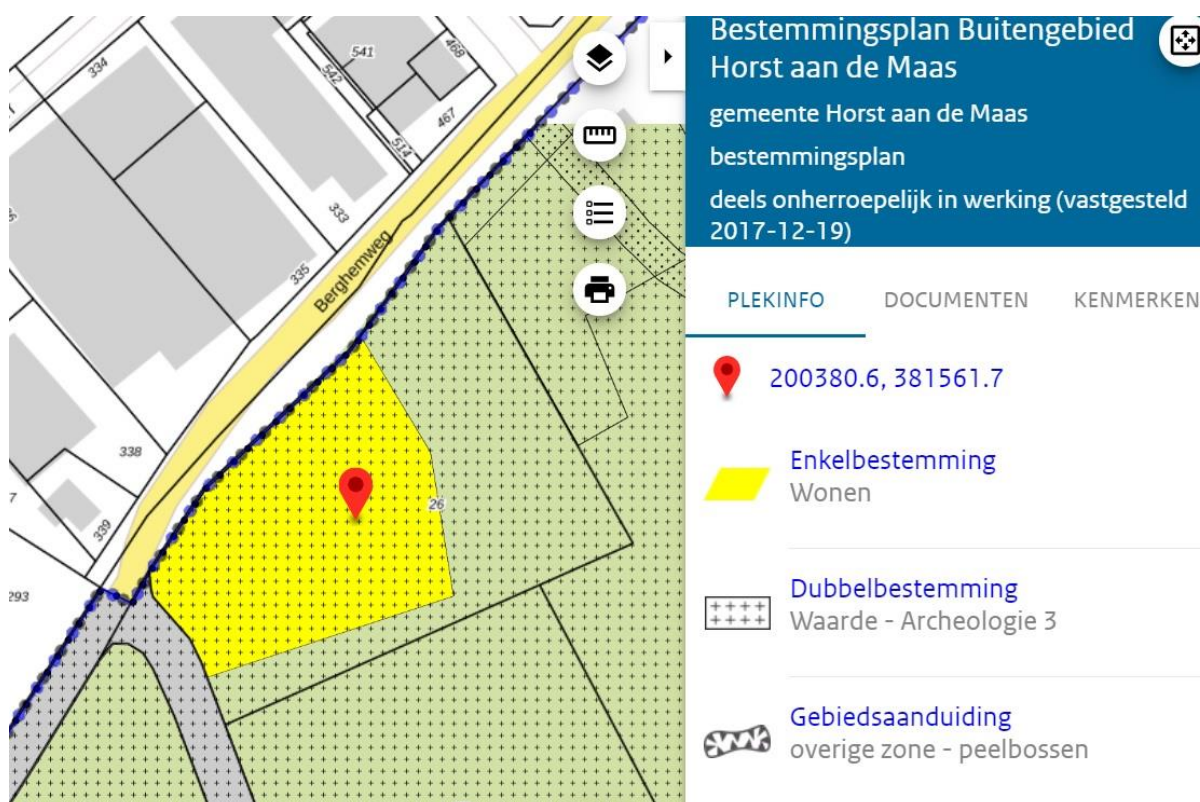 334
541
542
468
467
514
333
335
Berghemweg
338
339
26
293
7
Bestemmingsplan Buitengebied
Horst aan de Maas
gemeente Horst aan de Maas
bestemmingsplan
deels onherroepelijk in werking (vastgesteld
2017-12-19)
PLEKINFO DOCUMENTEN KENMERKEN
200380.6, 381561.7
Enkelbestemming
Wonen
Dubbelbestemming
Waarde - Archeologie 3
Gebiedsaanduiding
overige zone - peelbossen